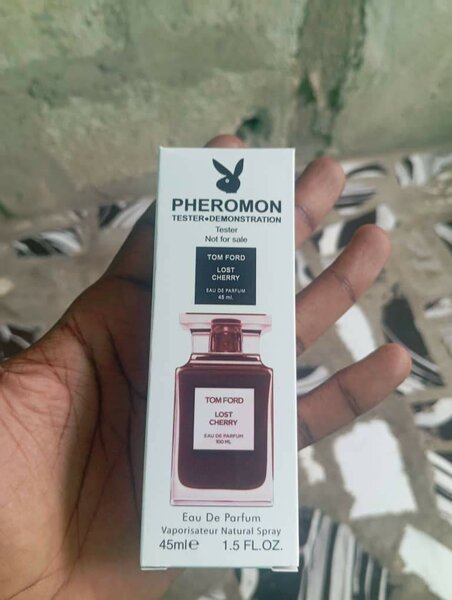 PHEROMON
TESTER●DEMONSTRATION
Tester
Not for sale
TOM FORD
LOST
CHERRY
EAU DE PARFUM
45 ml.
TOM FORD
LOST
CHERRY
EAU DE PARFUM
100 ML
Eau De Parfum
Vaporisateur Natural Spray
45ml℮ 1.5 FL.OZ.